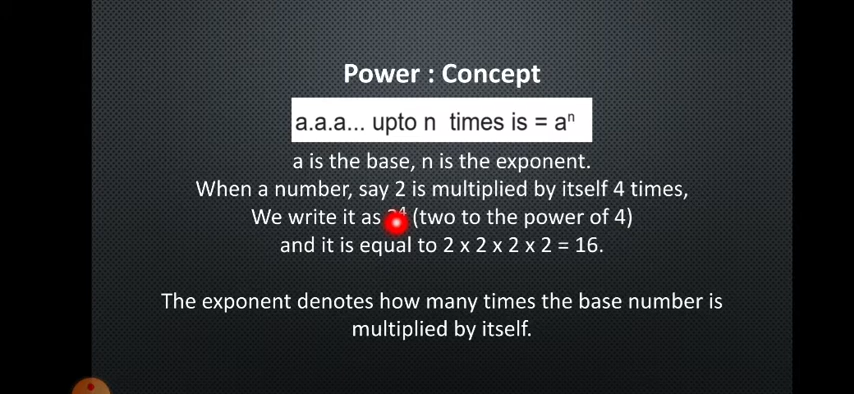 Power : Concept
a.a.a... upto n times is = aⁿ
a is the base, n is the exponent.
When a number, say 2 is multiplied by itself 4 times,
We write it as (two to the power of 4)
and it is equal to 2 x 2 x 2 x 2 = 16.
The exponent denotes how many times the base number is
multiplied by itself.